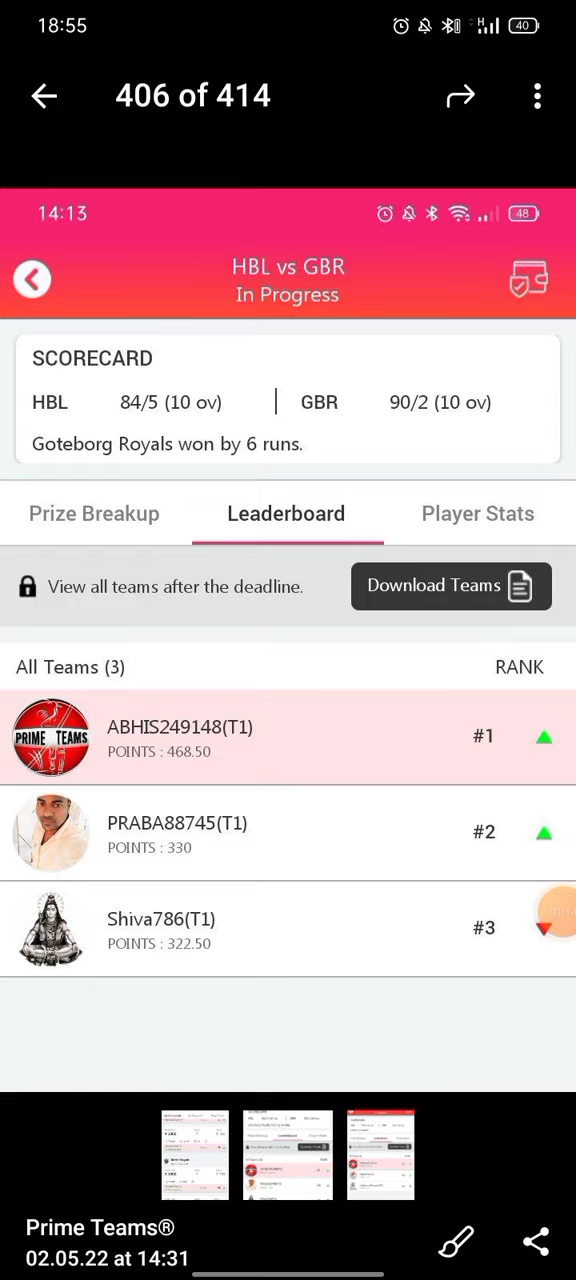 18:55
40
406 of 414
14:13
48
HBL vs GBR
In Progress
SCORECARD
HBL 84/5 (10 ov) | GBR 90/2 (10 ov)
Goteborg Royals won by 6 runs.
Prize Breakup Leaderboard Player Stats
View all teams after the deadline. Download Teams
All Teams (3) RANK
PRIME TEAMS
ABHIS249148(T1)
POINTS : 468.50
#1
PRABA88745(T1)
POINTS : 330
#2
Shiva786(T1)
POINTS : 322.50
#3
Prime Teams®
02.05.22 at 14:31